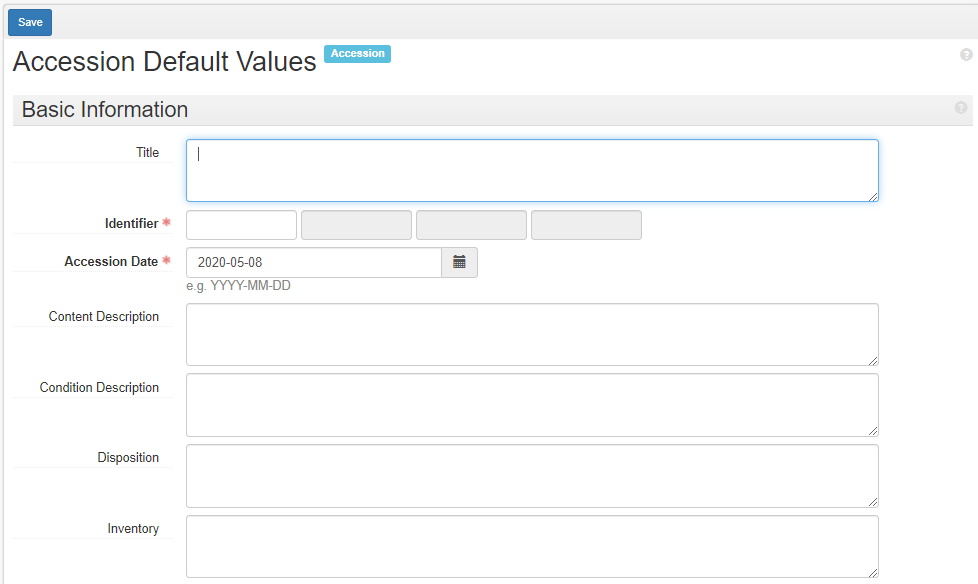 Save
Accession Default Values Accession
Basic Information
Title
Identifier *
Accession Date * 2020-05-08
e.g. YYYY-MM-DD
Content Description
Condition Description
Disposition
Inventory